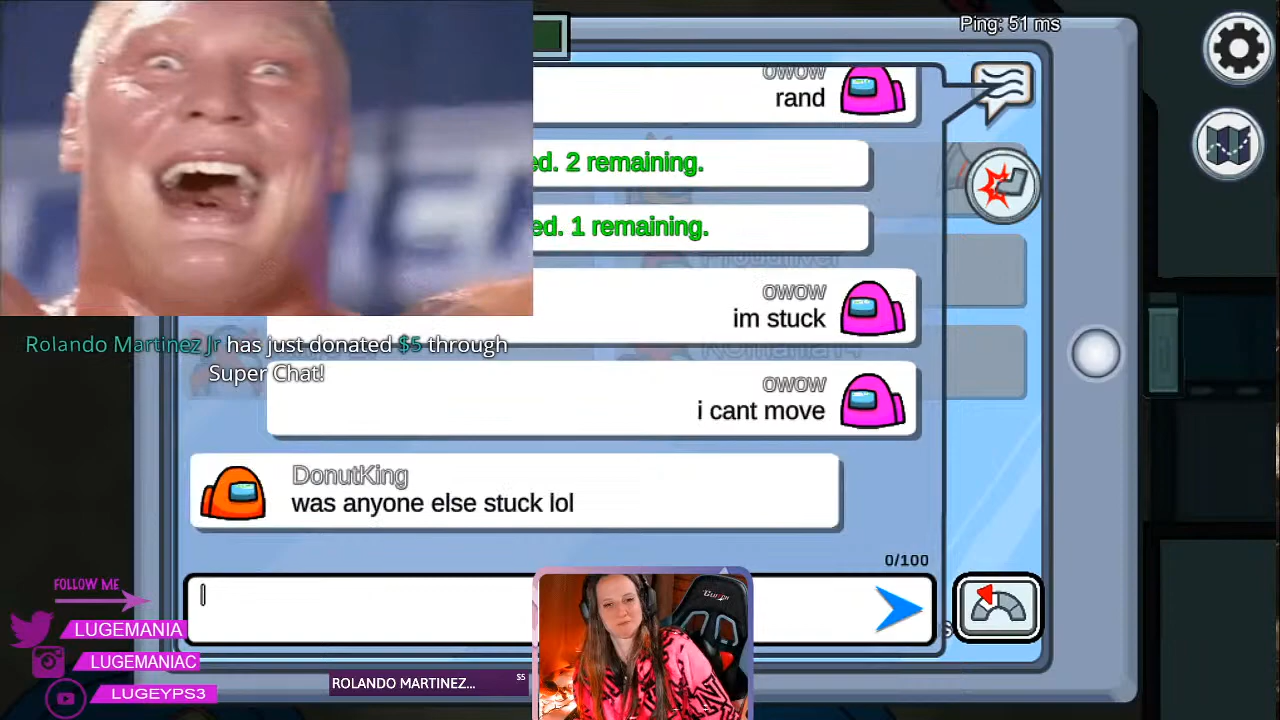 Ping: 51 ms
owow
rand
ed. 2 remaining.
ed. 1 remaining.
owow
im stuck
Rolando Martinez Jr has just donated $5 through
Super Chat!
owow
i cant move
DonutKing
was anyone else stuck lol
0/100
FOLLOW ME
LUGEMANIA
LUGEMANIAC
LUGEYPS3
ROLANDO MARTINEZ...
$5